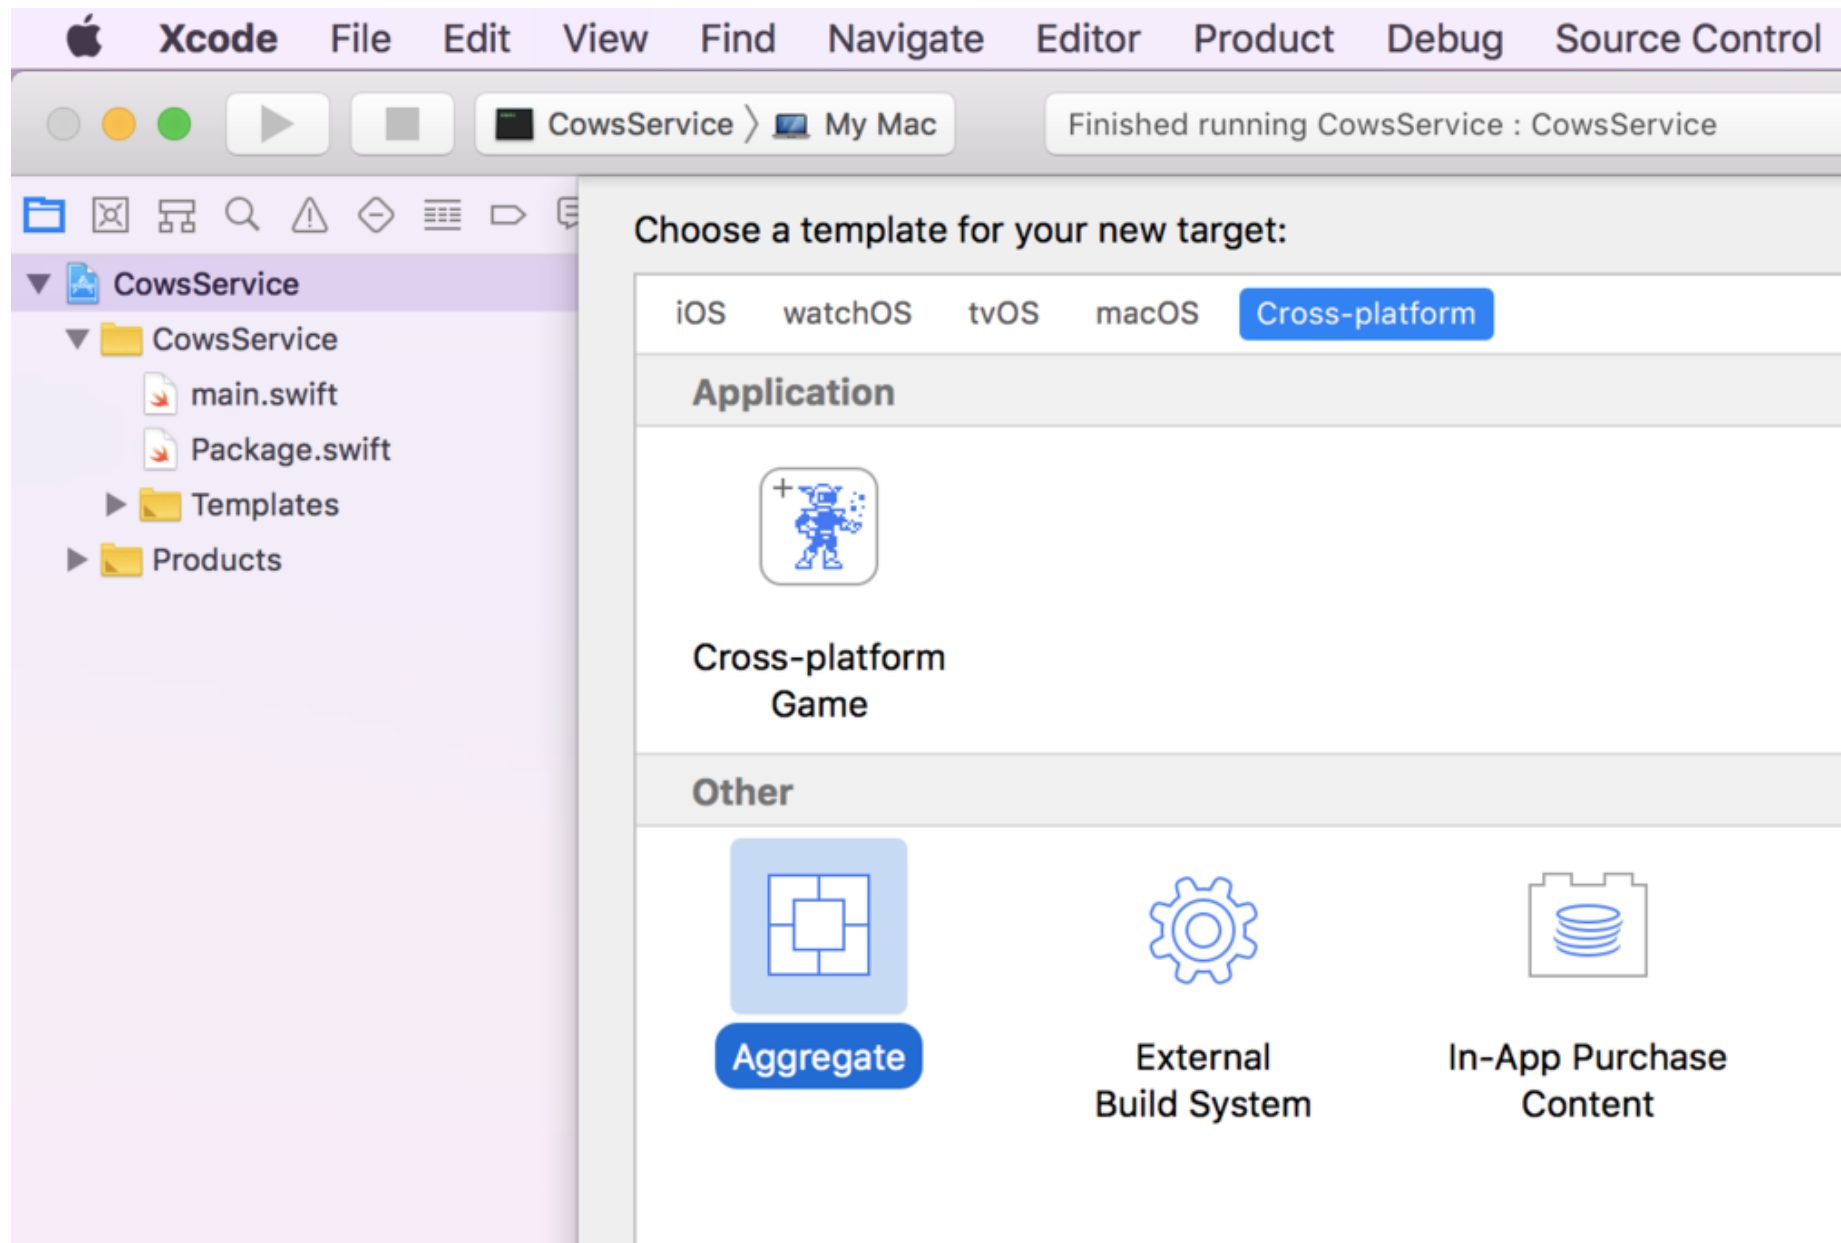 Xcode File Edit View Find Navigate Editor Product Debug Source Control
CowsService My Mac Finished running CowsService : CowsService
Choose a template for your new target:
CowsService
CowsService
main.swift
Package.swift
Templates
Products
iOS watchOS tvOS macOS Cross-platform
Application
Cross-platform
Game
Other
Aggregate
External
Build System
In-App Purchase
Content